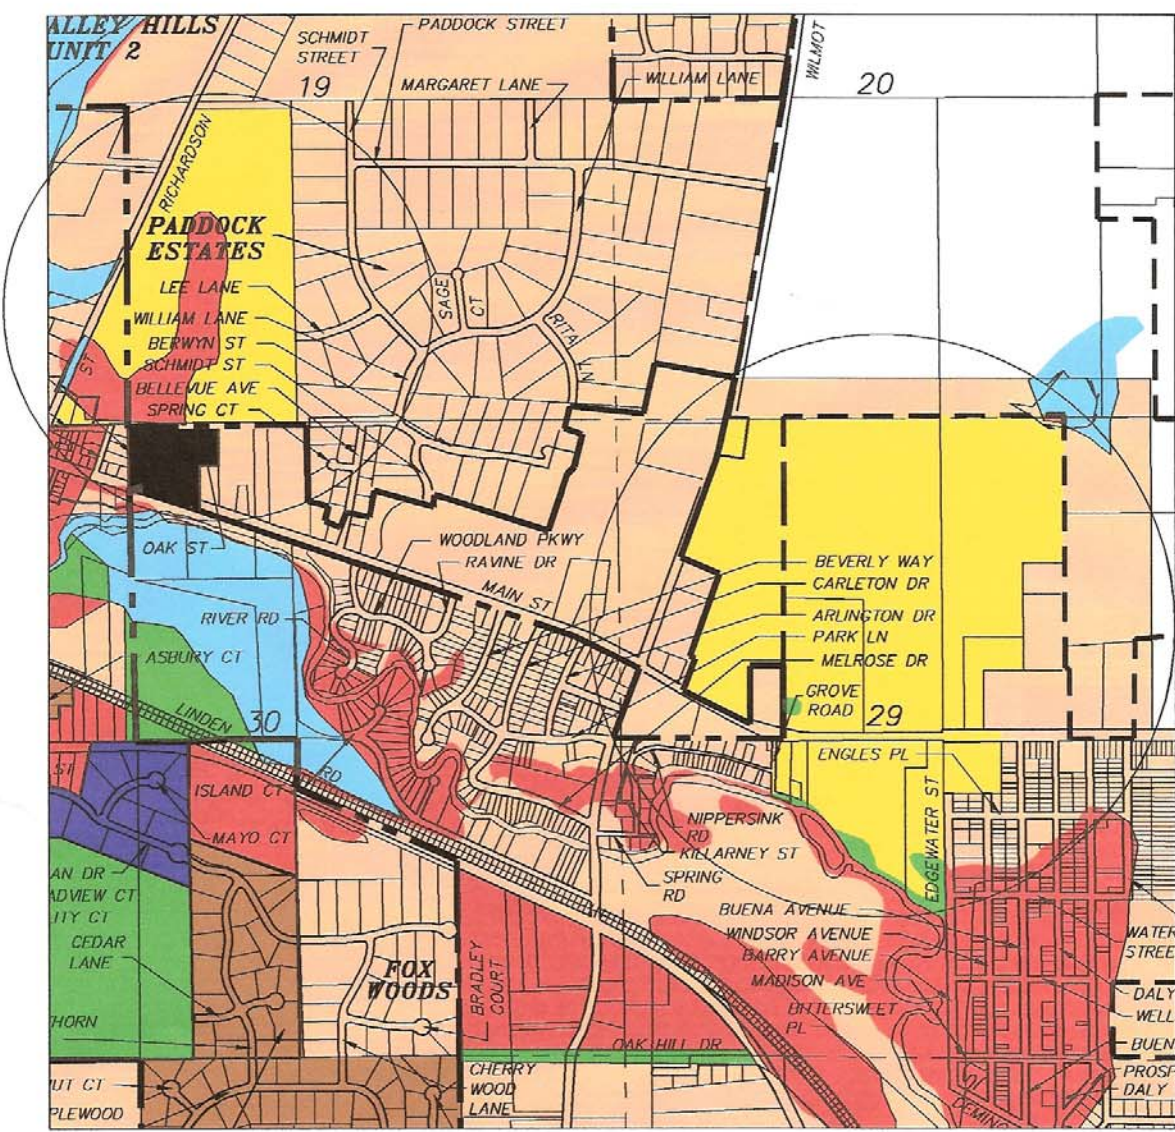 ALLEY HILLS
UNIT 2
SCHMIDT
STREET
PADDOCK STREET
19
MARGARET LANE
WILLIAM LANE
WILMOT
20
RICHARDSON
PADDOCK
ESTATES
LEE LANE
SAGE
CT
WILLIAM LANE
RITA
LN
BERWYN ST
ST
SCHMIDT ST
BELLEVUE AVE
SPRING CT
OAK ST
WOODLAND PKWY
RAVINE DR
MAIN ST
BEVERLY WAY
CARLETON DR
RIVER RD
ARLINGTON DR
PARK LN
ASBURY CT
MELROSE DR
LINDEN
RD
30
GROVE
ROAD
29
ST
ENGLES PL
ISLAND CT
EDGEWATER ST
MAYO CT
NIPPERSINK
RD
KILLARNEY ST
AN DR
ADVIEW CT
ITY CT
SPRING
RD
CEDAR
LANE
BUENA AVENUE
WINDSOR AVENUE
BARRY AVENUE
WATER
STREE
FOX
WOODS
BRADLEY
COURT
MADISON AVE
BITTERSWEET
PL
DALY
WELL
THORN
OAK HILL DR
BUEN
UT CT
CHERRY
WOOD
LANE
PROSP
DALY
PLEWOOD
DEMING